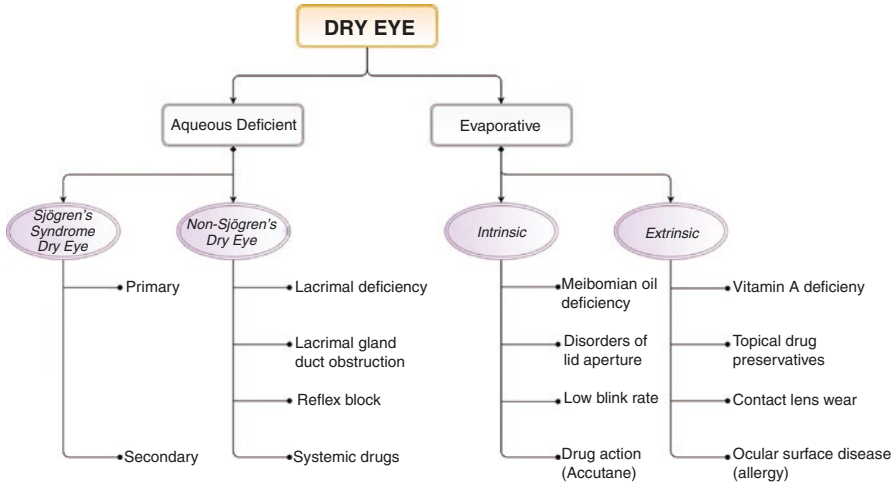 DRY EYE
Aqueous Deficient
Evaporative
Sjögren's
Syndrome
Dry Eye
Non-Sjögren's
Dry Eye
Intrinsic
Extrinsic
Primary
Secondary
Lacrimal deficiency
Lacrimal gland
duct obstruction
Reflex block
Systemic drugs
Meibomian oil
deficiency
Disorders of
lid aperture
Low blink rate
Drug action
(Accutane)
Vitamin A deficieny
Topical drug
preservatives
Contact lens wear
Ocular surface disease
(allergy)